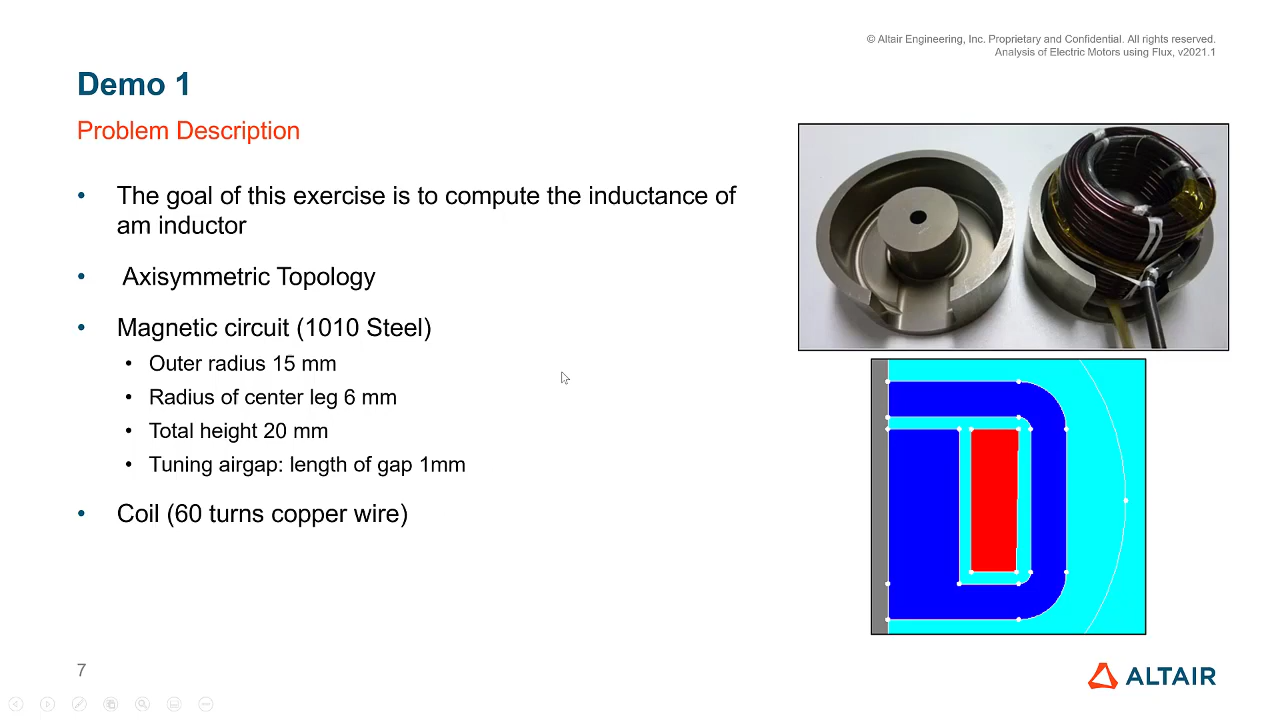 © Altair Engineering, Inc. Proprietary and Confidential. All rights reserved.
Analysis of Electric Motors using Flux, v2021.1
Demo 1
Problem Description
• The goal of this exercise is to compute the inductance of
am inductor
• Axisymmetric Topology
• Magnetic circuit (1010 Steel)
• Outer radius 15 mm
• Radius of center leg 6 mm
• Total height 20 mm
• Tuning airgap: length of gap 1mm
• Coil (60 turns copper wire)
7
ALTAIR